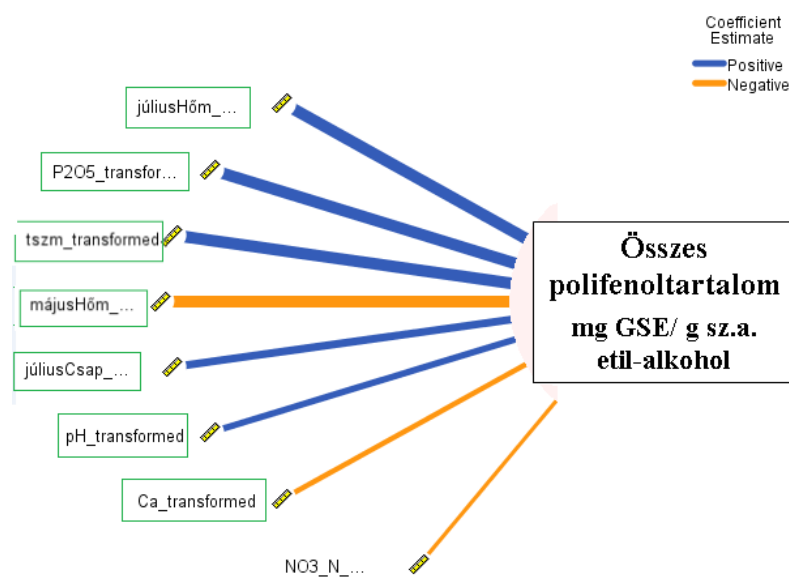 Coefficient
Estimate
Positive
Negative
júliusHőm_...
P2O5_transfor...
tszm_transformed
májusHőm_...
júliusCsap_...
pH_transformed
Ca_transformed
NO3_N_...
Összes
polifenoltartalom
mg GSE/ g sz.a.
etil-alkohol